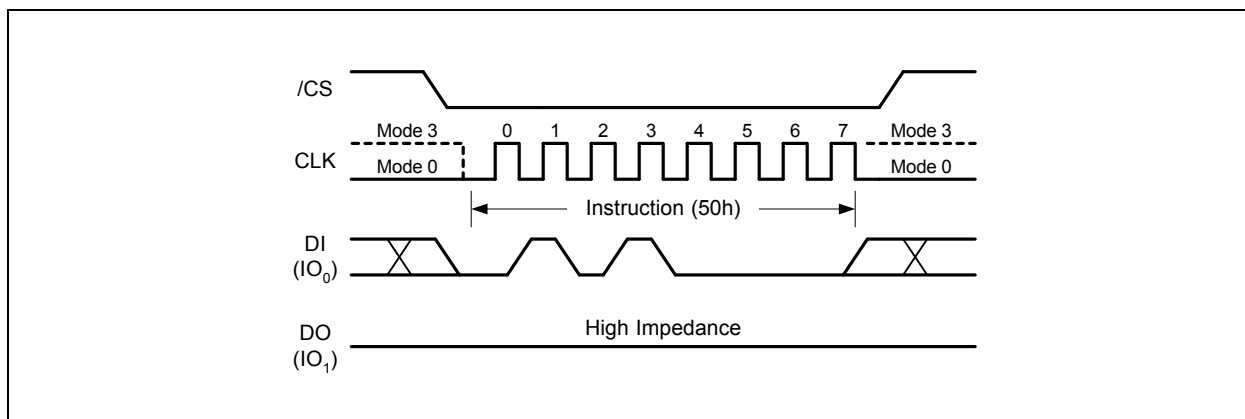 /CS
Mode 3 0 1 2 3 4 5 6 7 Mode 3
CLK
Mode 0 Mode 0
Instruction (50h)
DI
(IO0)
High Impedance
DO
(IO1)